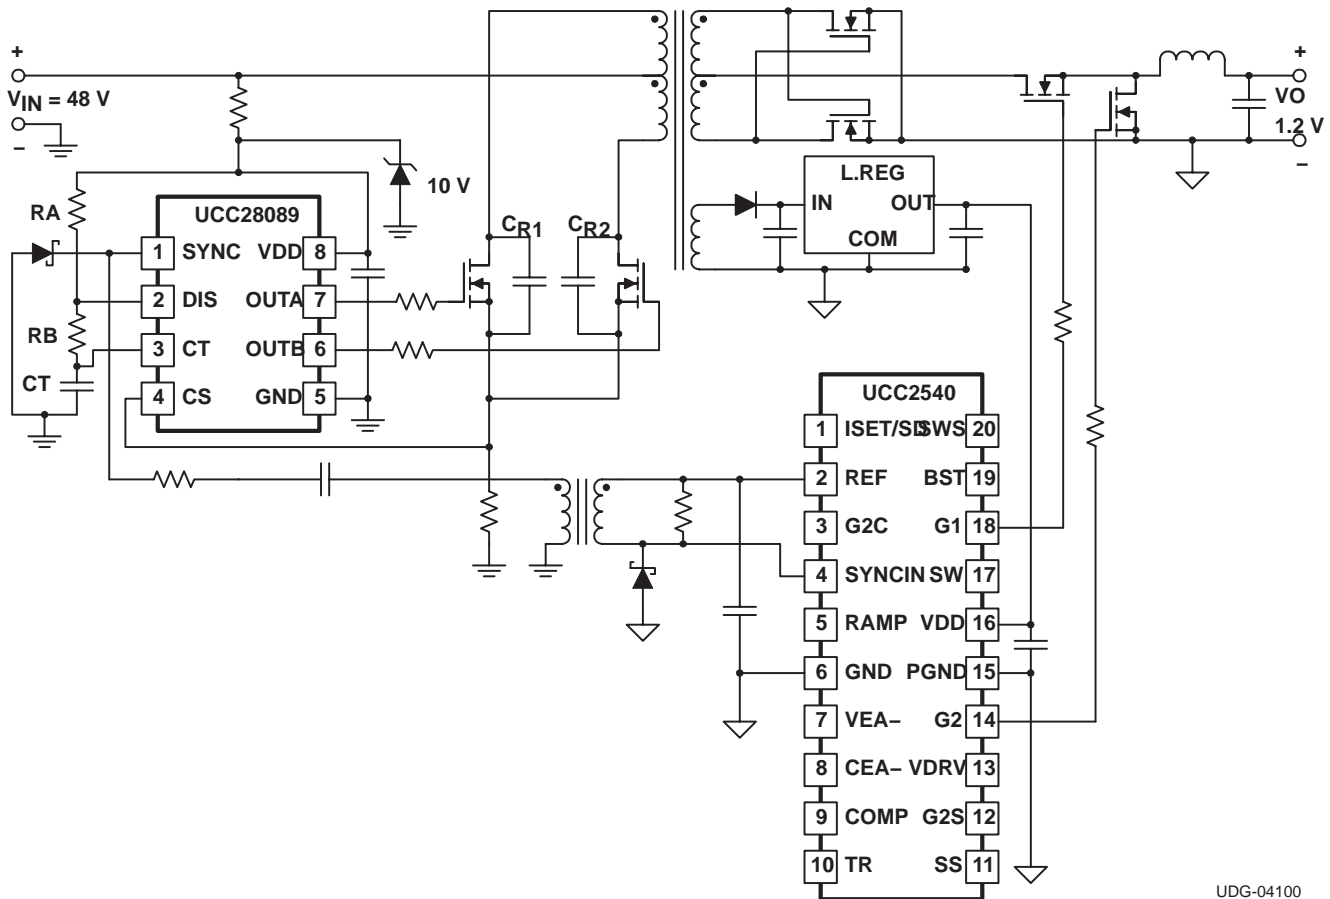 +
VIN = 48 V
–
10 V
RA
RB
CT
UCC28089
1 SYNC VDD 8
2 DIS OUTA 7
3 CT OUTB 6
4 CS GND 5
CR1
CR2
L.REG
IN OUT
COM
+
VO
1.2 V
–
UCC2540
1 ISET/SD SWS 20
2 REF BST 19
3 G2C G1 18
4 SYNCIN SW 17
5 RAMP VDD 16
6 GND PGND 15
7 VEA– G2 14
8 CEA– VDRV 13
9 COMP G2S 12
10 TR SS 11
UDG-04100